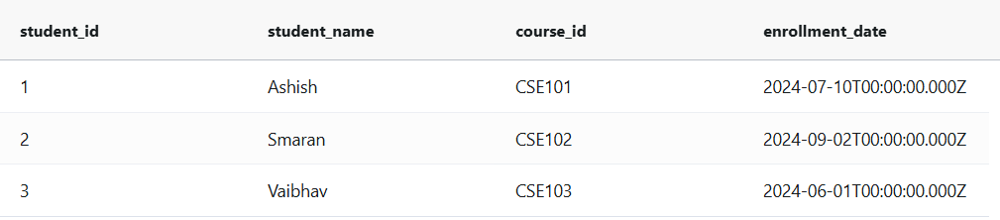 student_id student_name course_id enrollment_date
1 Ashish CSE101 2024-07-10T00:00:00.000Z
2 Smaran CSE102 2024-09-02T00:00:00.000Z
3 Vaibhav CSE103 2024-06-01T00:00:00.000Z